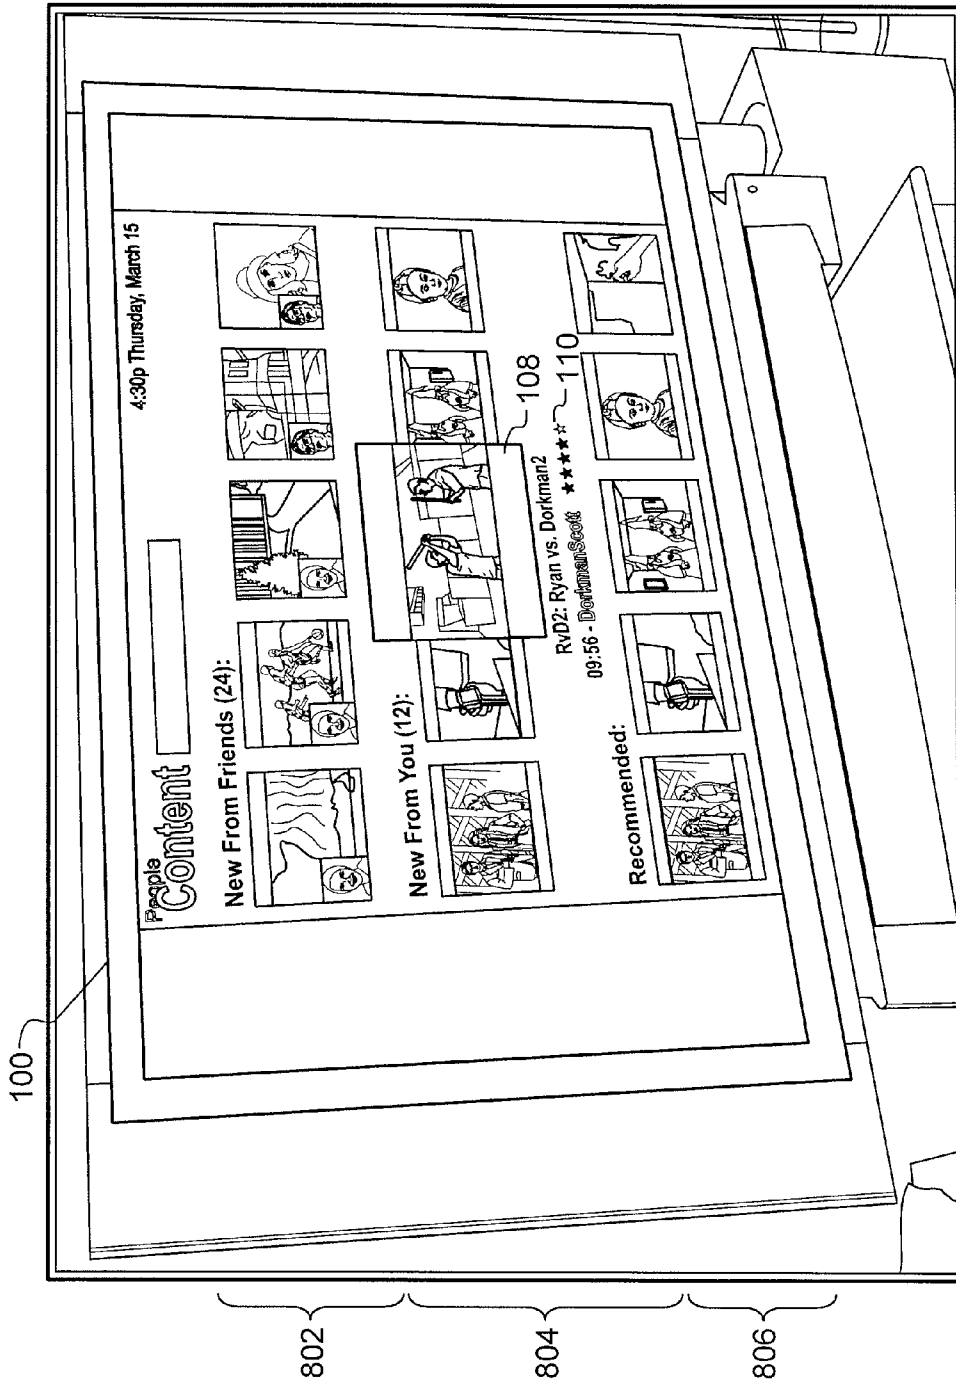 100
4:30p Thursday, March 15
People
Content
New From Friends (24):
802
New From You (12):
108
RvD2: Ryan vs. Dorkman2
09:56 - DorkmanScott ★★★★☆
110
804
Recommended:
806